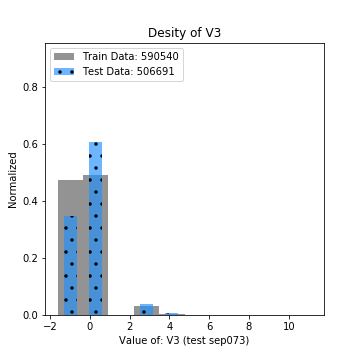 Desity of V3
Train Data: 590540
Test Data: 506691
Normalized
0.8
0.6
0.4
0.2
0.0
−2 0 2 4 6 8 10
Value of: V3 (test sep073)